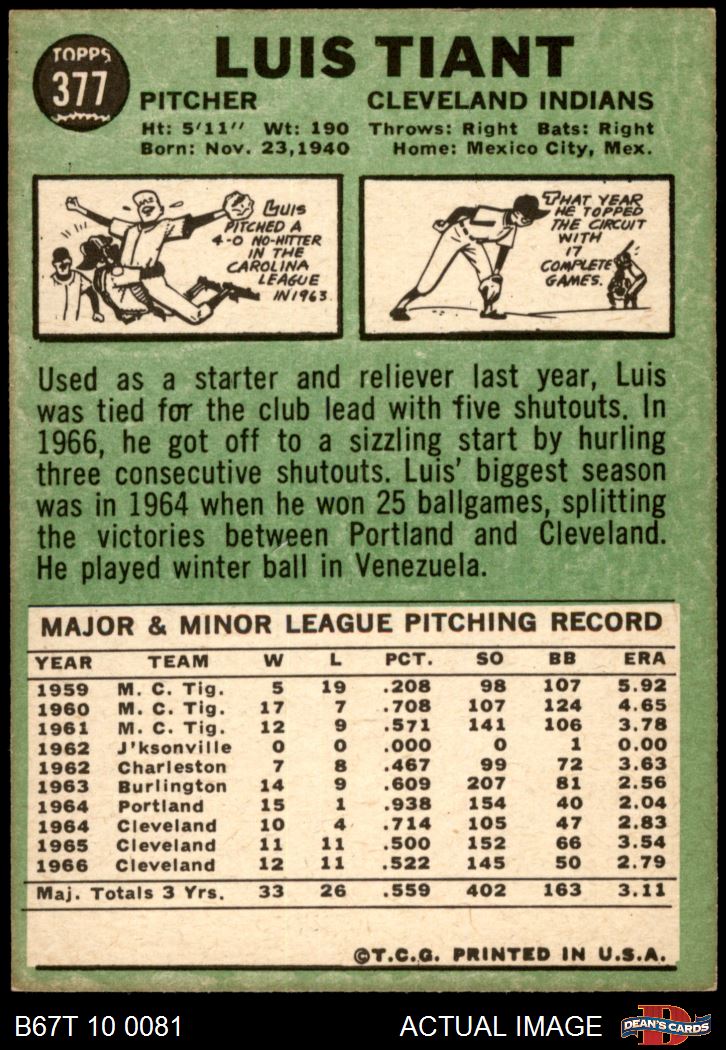 TOPPS
377
LUIS TIANT
PITCHER CLEVELAND INDIANS
Ht: 5'11" Wt: 190 Throws: Right Bats: Right
Born: Nov. 23,1940 Home: Mexico City, Mex.
LUIS
PITCHED A
4-0 NO-HITTER
IN THE
CAROLINA
LEAGUE
IN 1963.
THAT YEAR
HE TOPPED
THE CIRCUIT
WITH
17
COMPLETE
GAMES.
Used as a starter and reliever last year, Luis
was tied for the club lead with five shutouts. In
1966, he got off to a sizzling start by hurling
three consecutive shutouts. Luis' biggest season
was in 1964 when he won 25 ballgames, splitting
the victories between Portland and Cleveland.
He played winter ball in Venezuela.
MAJOR & MINOR LEAGUE PITCHING RECORD
YEAR TEAM W L PCT. SO BB ERA
1959 M. C. Tig. 5 19 .208 98 107 5.92
1960 M. C. Tig. 17 7 .708 107 124 4.65
1961 M. C. Tig. 12 9 .571 141 106 3.78
1962 J'ksonville 0 0 .000 0 1 0.00
1962 Charleston 7 8 .467 99 72 3.63
1963 Burlington 14 9 .609 207 81 2.56
1964 Portland 15 1 .938 154 40 2.04
1964 Cleveland 10 4 .714 105 47 2.83
1965 Cleveland 11 11 .500 152 66 3.54
1966 Cleveland 12 11 .522 145 50 2.79
Maj. Totals 3 Yrs. 33 26 .559 402 163 3.11
©T.C.G. PRINTED IN U.S.A.
B67T 10 0081 ACTUAL IMAGE
D
DEAN'S CARDS